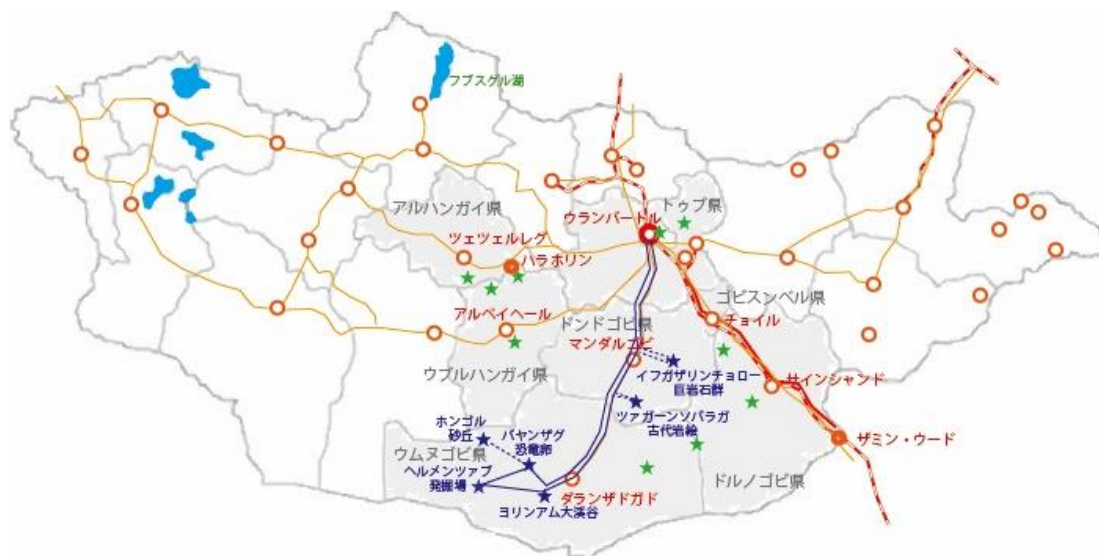 フブスグル湖
アルハンガイ県
トゥブ県
ウランバートル
ツェツェルレグ
ハラホリン
ゴビスンベル県
アルベイヘール
ドンドゴビ県
チョイル
マンダルゴビ
イフガザリンチョロー
巨岩石群
ウブルハンガイ県
サインシャンド
ツァガーンソバラガ
古代岩絵
ホンゴル
砂丘
バヤンザグ
恐竜卵
ザミン・ウード
ウムヌゴビ県
ヘルメンツァブ
発掘場
ドルノゴビ県
ダランザドガド
ヨリンアム大渓谷